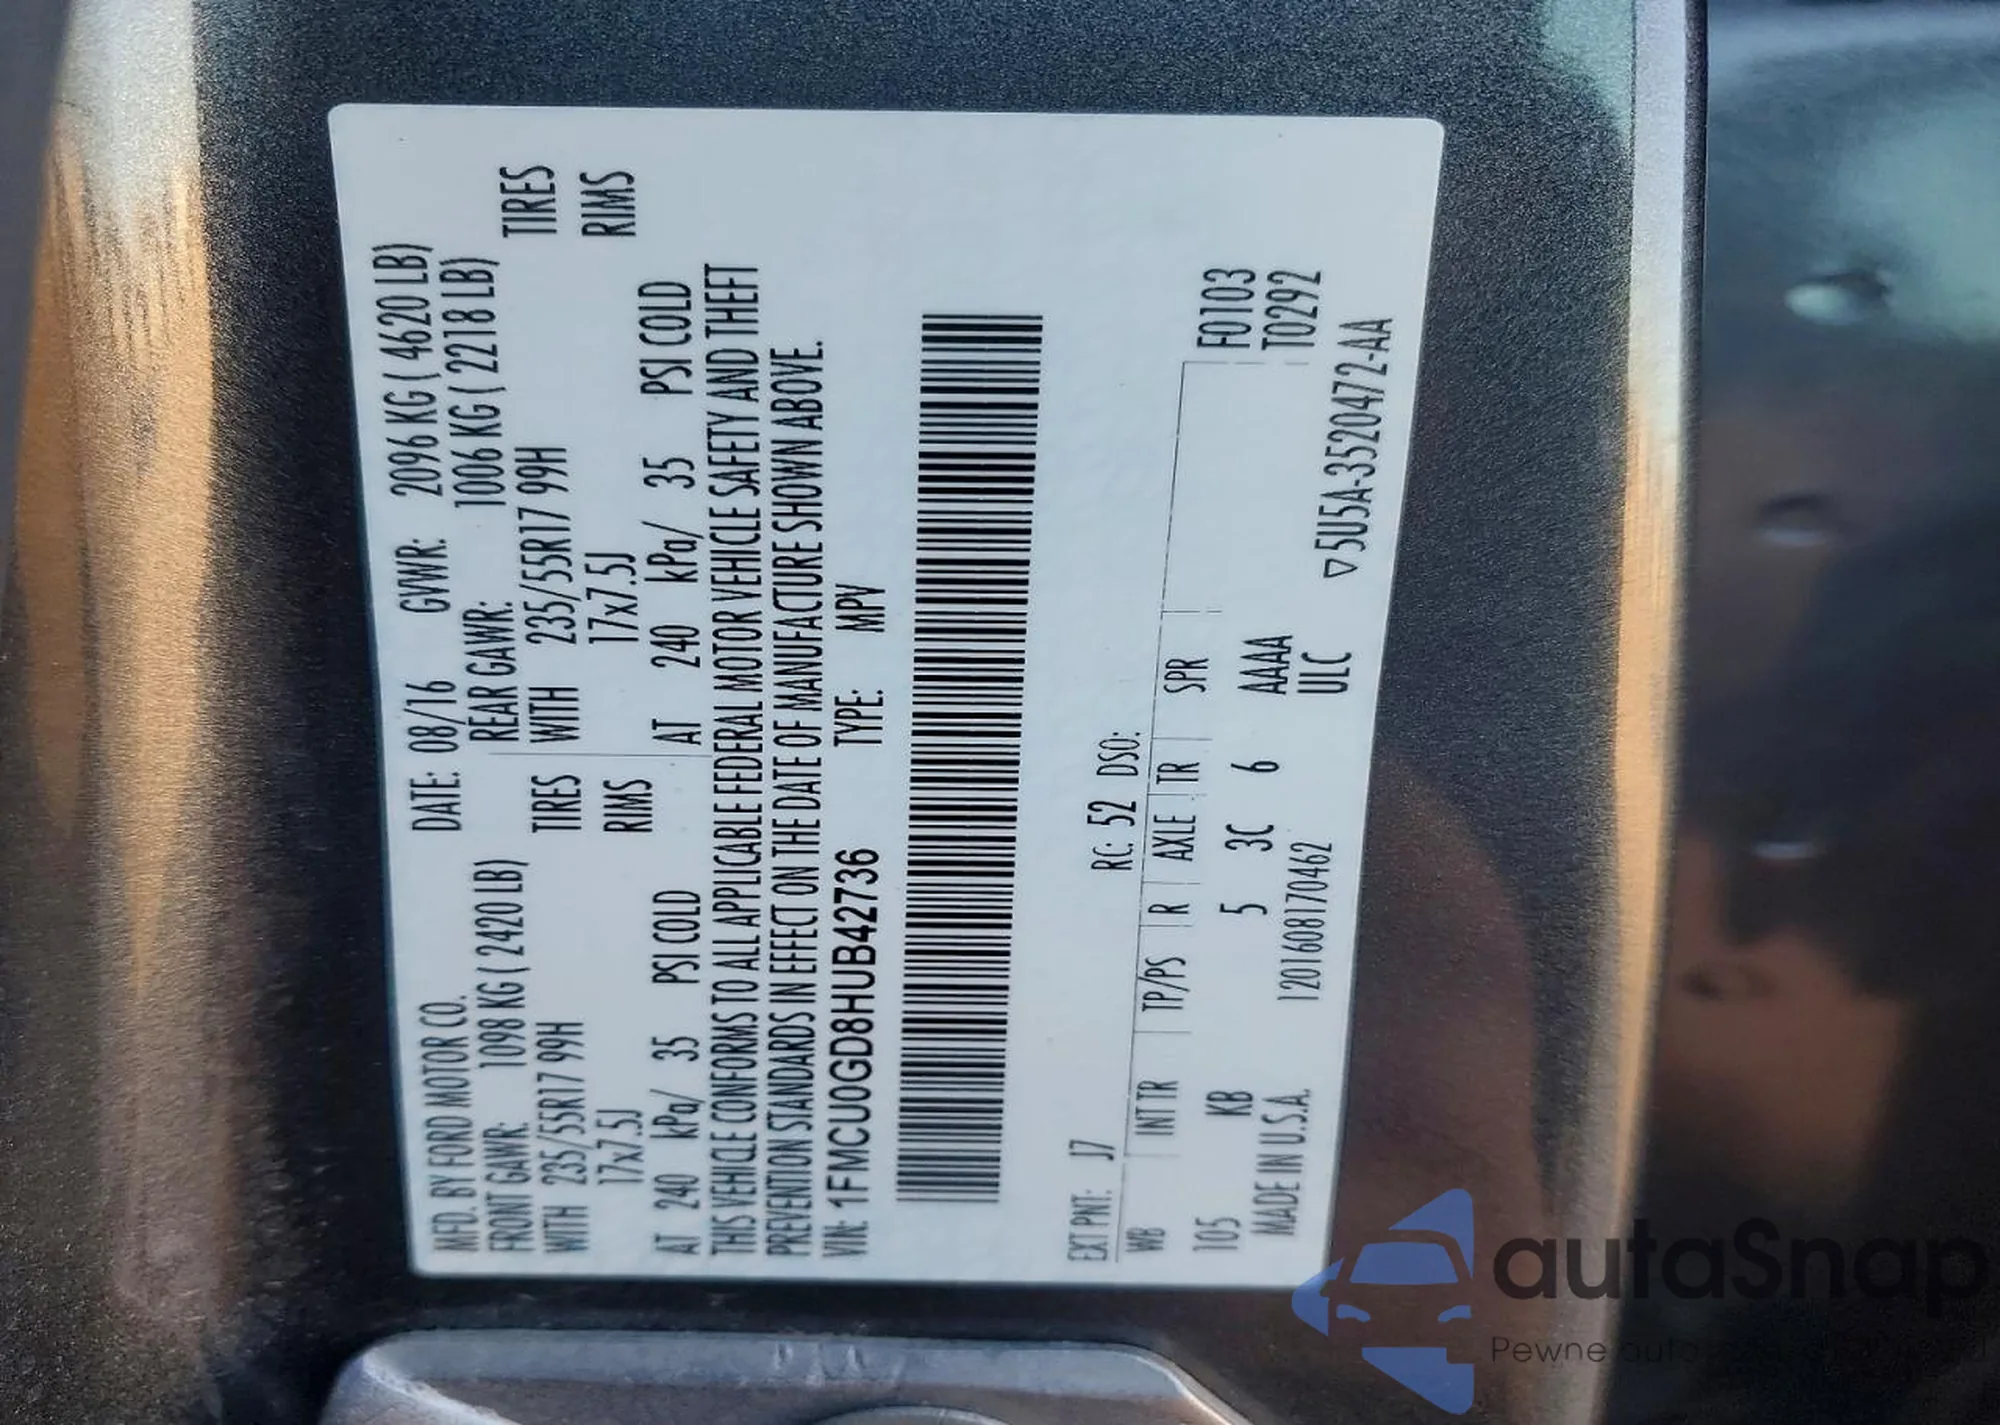 MFD. BY FORD MOTOR CO.
DATE: 08/16 GVWR: 2096 KG ( 4620 LB)
FRONT GAWR: 1098 KG ( 2420 LB)
REAR GAWR: 1006 KG ( 2218 LB)
WITH 235/55R17 99H TIRES
WITH 235/55R17 99H TIRES
17x7.5J RIMS
17x7.5J RIMS
AT 240 kPa/ 35 PSI COLD
AT 240 kPa/ 35 PSI COLD
THIS VEHICLE CONFORMS TO ALL APPLICABLE FEDERAL MOTOR VEHICLE SAFETY AND THEFT
PREVENTION STANDARDS IN EFFECT ON THE DATE OF MANUFACTURE SHOWN ABOVE.
VIN: 1FMCU0GD8HUB42736 TYPE: MPV
EXT PNT: J7 RC: 52 DSO:
WB INT TR TP/PS R AXLE TR SPR F0103
105 KB 5 3C 6 AAAA T0292
MADE IN U.S.A. 1201608170462 ULC ▽5U5A-3520472-AA
autaSnap
Pewne auto